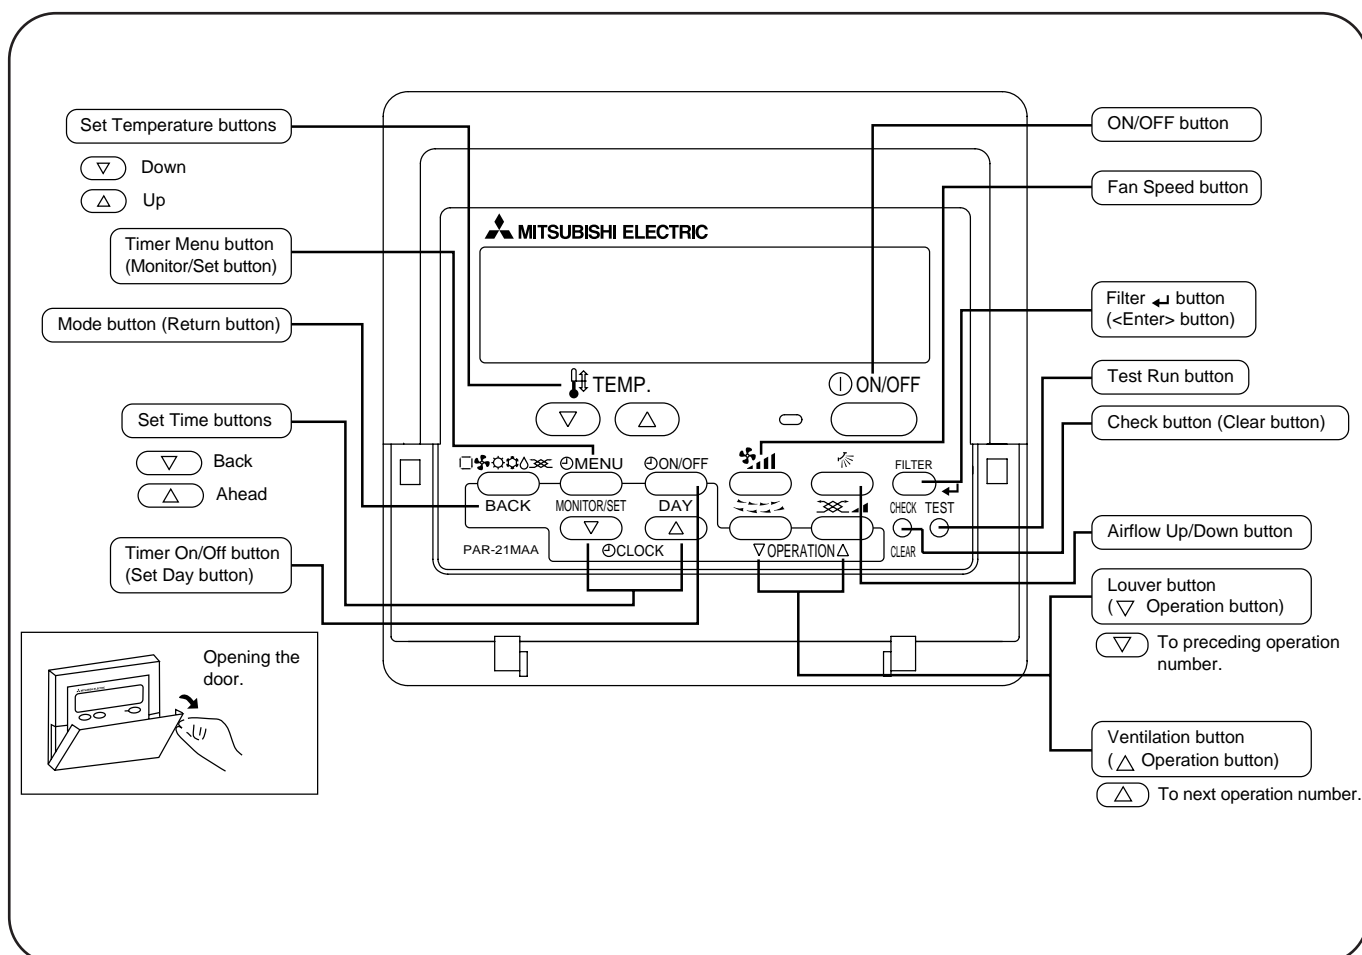 Set Temperature buttons
▽ Down
△ Up
Timer Menu button
(Monitor/Set button)
Mode button (Return button)
Set Time buttons
▽ Back
△ Ahead
Timer On/Off button
(Set Day button)
Opening the
door.
MITSUBISHI ELECTRIC
TEMP.
ON/OFF
▽ △
MENU
ON/OFF
FILTER
BACK
MONITOR/SET
DAY
CHECK TEST
▽ △
PAR-21MAA
CLOCK
▽ OPERATION △
CLEAR
ON/OFF button
Fan Speed button
Filter ↵ button
(<Enter> button)
Test Run button
Check button (Clear button)
Airflow Up/Down button
Louver button
(▽ Operation button)
▽ To preceding operation
number.
Ventilation button
(△ Operation button)
△ To next operation number.